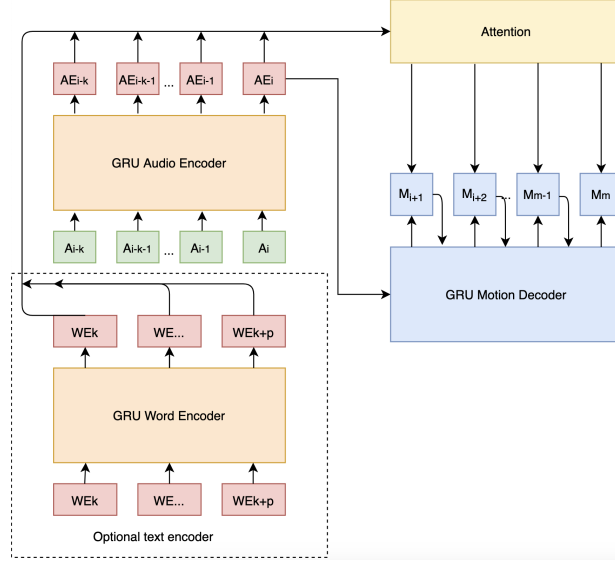 Attention
AEi-k AEi-k-1 ... AEi-1 AEi
GRU Audio Encoder
Mi+1 Mi+2 ... Mm-1 Mm
Ai-k Ai-k-1 ... Ai-1 Ai
GRU Motion Decoder
WEk WE... WEk+p
GRU Word Encoder
WEk WE... WEk+p
Optional text encoder